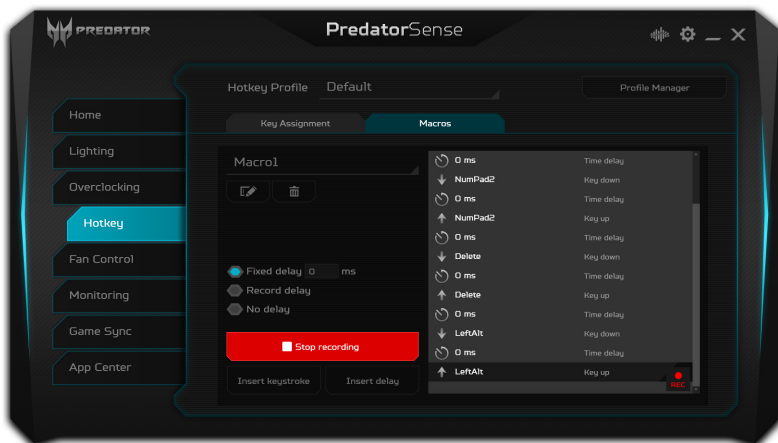 PREDATOR
PredatorSense
Hotkey Profile Default
Profile Manager
Home
Lighting
Overclocking
Hotkey
Fan Control
Monitoring
Game Sync
App Center
Key Assignment
Macros
Macro1
Fixed delay 0 ms
Record delay
No delay
Stop recording
Insert keystroke
Insert delay
0 ms Time delay
NumPad2 Key down
0 ms Time delay
NumPad2 Key up
0 ms Time delay
Delete Key down
0 ms Time delay
Delete Key up
0 ms Time delay
LeftAlt Key down
0 ms Time delay
LeftAlt Key up
REC